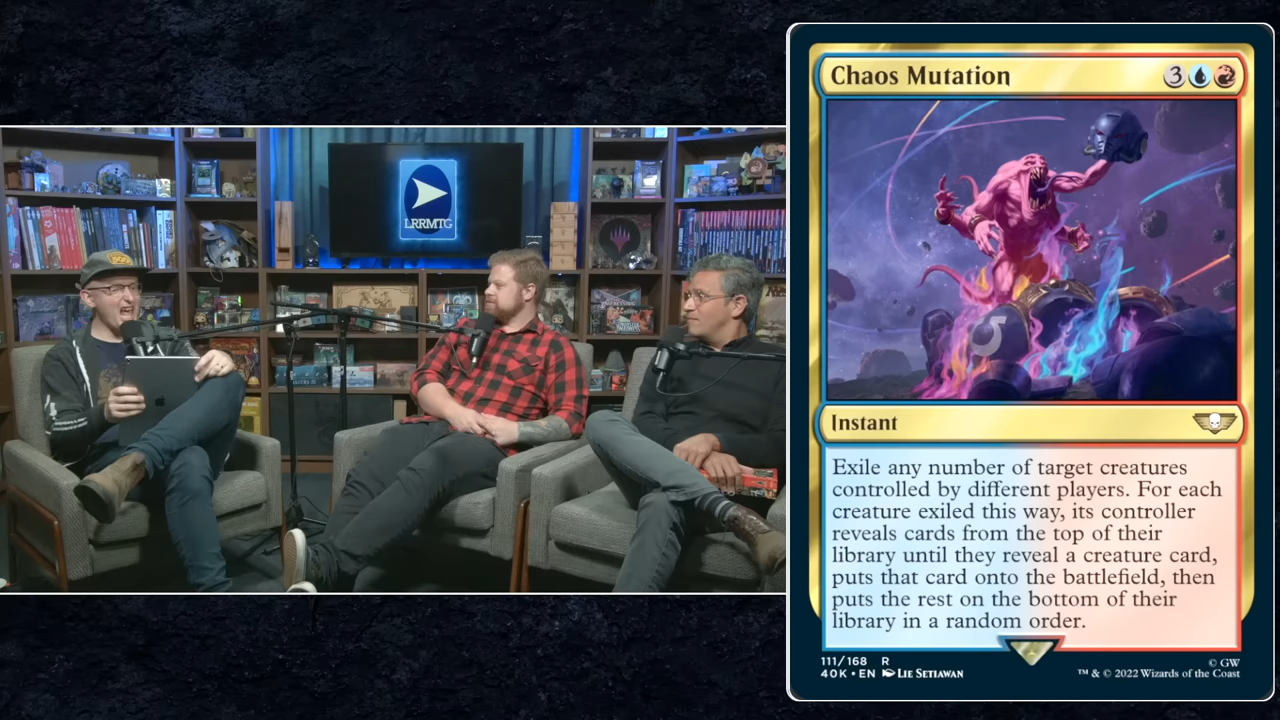 LRRMTG
Chaos Mutation
3
Instant
Exile any number of target creatures
controlled by different players. For each
creature exiled this way, its controller
reveals cards from the top of their
library until they reveal a creature card,
puts that card onto the battlefield, then
puts the rest on the bottom of their
library in a random order.
111/168 R
40K • EN LIE SETIAWAN
© GW
™ & © 2022 Wizards of the Coast